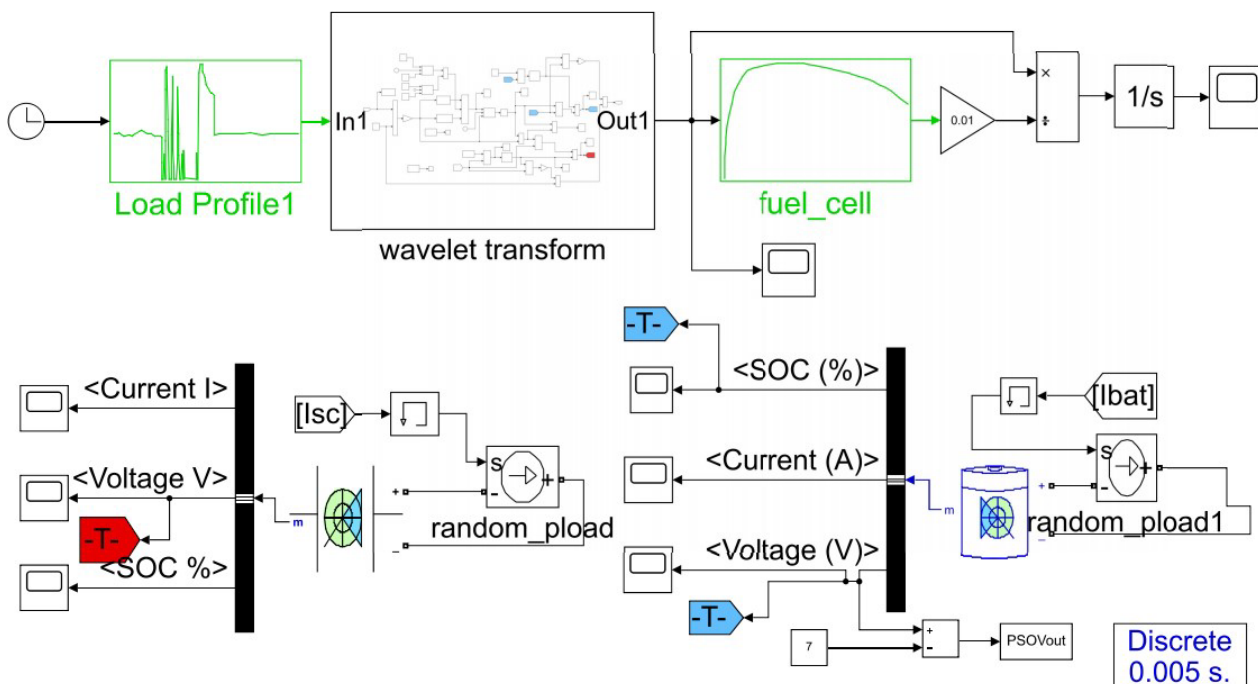 In1
Out1
×
÷
0.01
1/s
Load Profile1
wavelet transform
fuel_cell
-T-
<Current I>
[Isc]
<SOC (%)>
[Ibat]
s
+
-
s
+
-
<Voltage V>
<Current (A)>
m
+
−
m
+
−
random_pload
random_pload1
-T-
<SOC %>
<Voltage (V)>
-T-
7
+
−
PSOVout
Discrete
0.005 s.